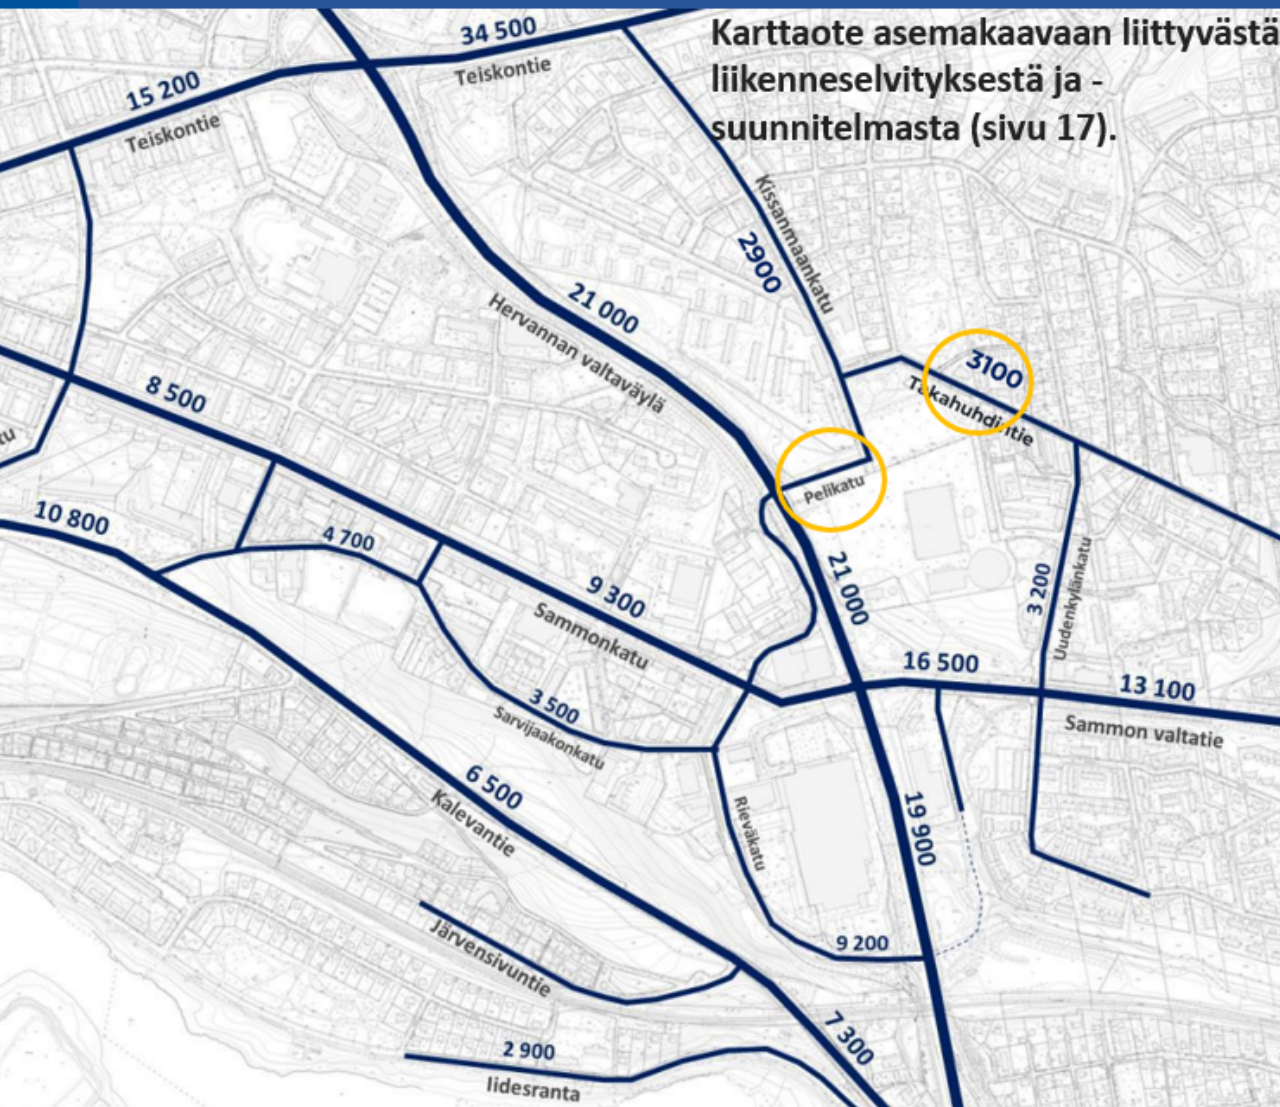 Karttaote asemakaavaan liittyvästä
liikenneselvityksestä ja -
suunnitelmasta (sivu 17).
34 500
Teiskontie
15 200
Teiskontie
Kissanmaankatu
2900
21 000
Hervannan valtaväylä
3100
Takahuhdintie
8 500
tu
Pelikatu
10 800
4 700
21 000
3 200
Uudenkylänkatu
9 300
Sammonkatu
16 500
13 100
Sammon valtatie
3 500
Sarvijaakonkatu
6 500
Kalevantie
Rieväkatu
19 900
Järvensivuntie
9 200
7 300
2 900
Iidesranta